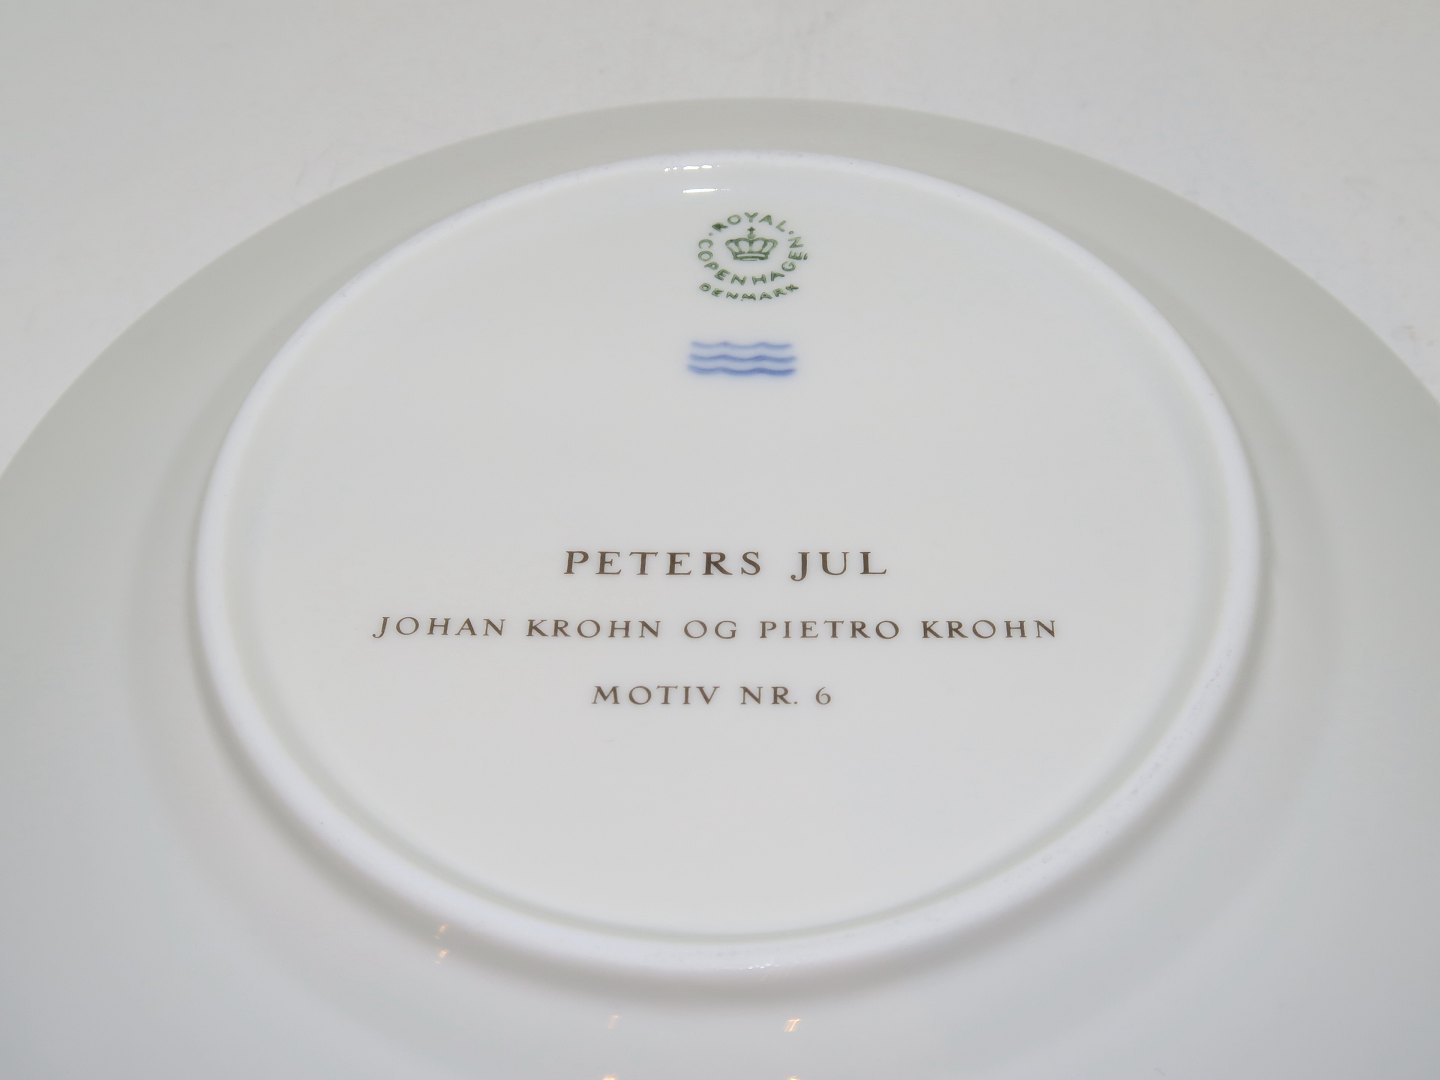 ROYAL
COPENHAGEN
DENMARK
PETERS JUL
JOHAN KROHN OG PIETRO KROHN
MOTIV NR. 6